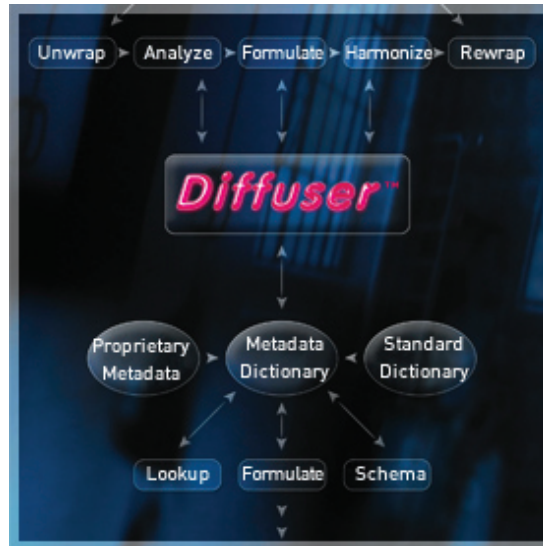 Unwrap Analyze Formulate Harmonize Rewrap
Diffuser™
Proprietary Metadata
Metadata Dictionary
Standard Dictionary
Lookup Formulate Schema